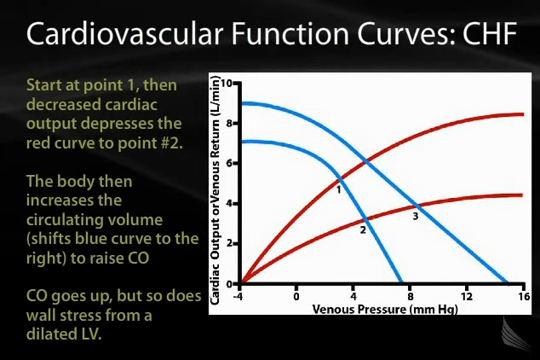 Cardiovascular Function Curves: CHF
Start at point 1, then
decreased cardiac
output depresses the
red curve to point #2.
The body then
increases the
circulating volume
(shifts blue curve to the
right) to raise CO
CO goes up, but so does
wall stress from a
dilated LV.
Cardiac Output orVenous Return (L/min)
10
8
6
4
2
0
1
2
3
-4 0 4 8 12 16
Venous Pressure (mm Hg)